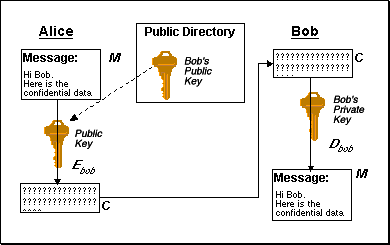 Alice
Public Directory
Bob
Message:
M
Hi Bob.
Here is the
confidential data
Bob's
Public
Key
???????????????
???????????????
C
Public
Key
E bob
Bob's
Private
Key
D bob
???????????????
???????????????
C
Message:
M
Hi Bob.
Here is the
confidential data